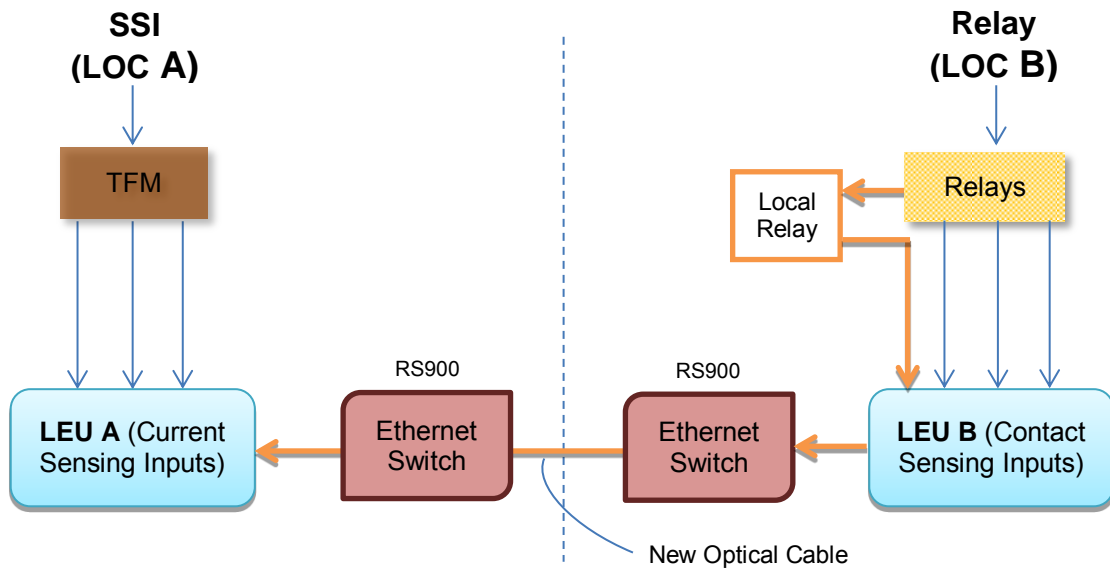 SSI
(LOC A)
Relay
(LOC B)
TFM
Local
Relay
Relays
RS900
RS900
LEU A (Current
Sensing Inputs)
Ethernet
Switch
Ethernet
Switch
LEU B (Contact
Sensing Inputs)
New Optical Cable